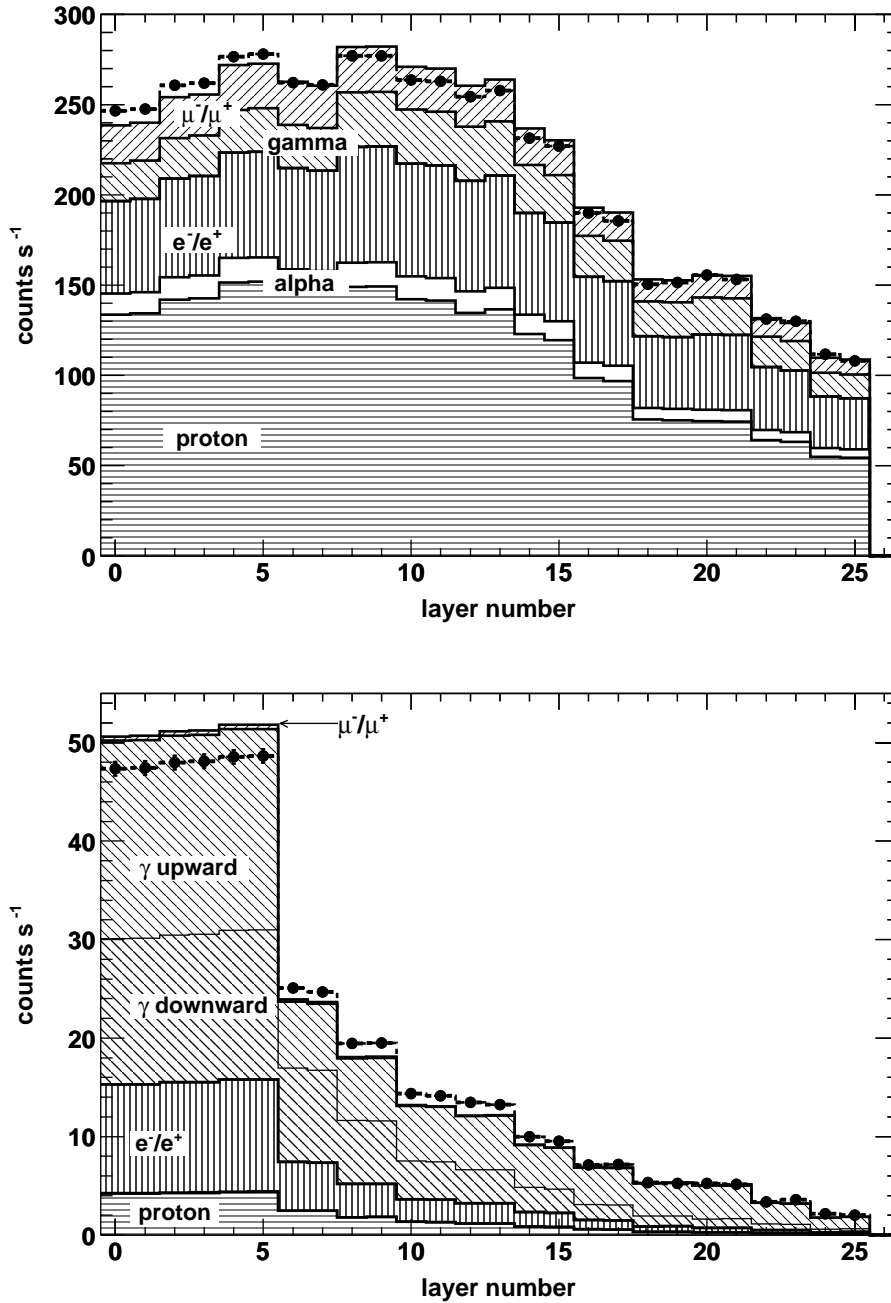 counts s⁻¹
300
250
200
150
100
50
0
μ⁻/μ⁺
gamma
e⁻/e⁺
alpha
proton
0 5 10 15 20 25
layer number
counts s⁻¹
50
40
30
20
10
0
μ⁻/μ⁺
γ upward
γ downward
e⁻/e⁺
proton
0 5 10 15 20 25
layer number